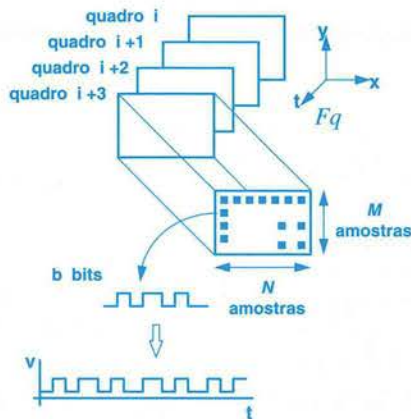 quadro i
quadro i +1
quadro i +2
quadro i +3
y
x
t
Fq
M
amostras
b bits
N
amostras
v
t